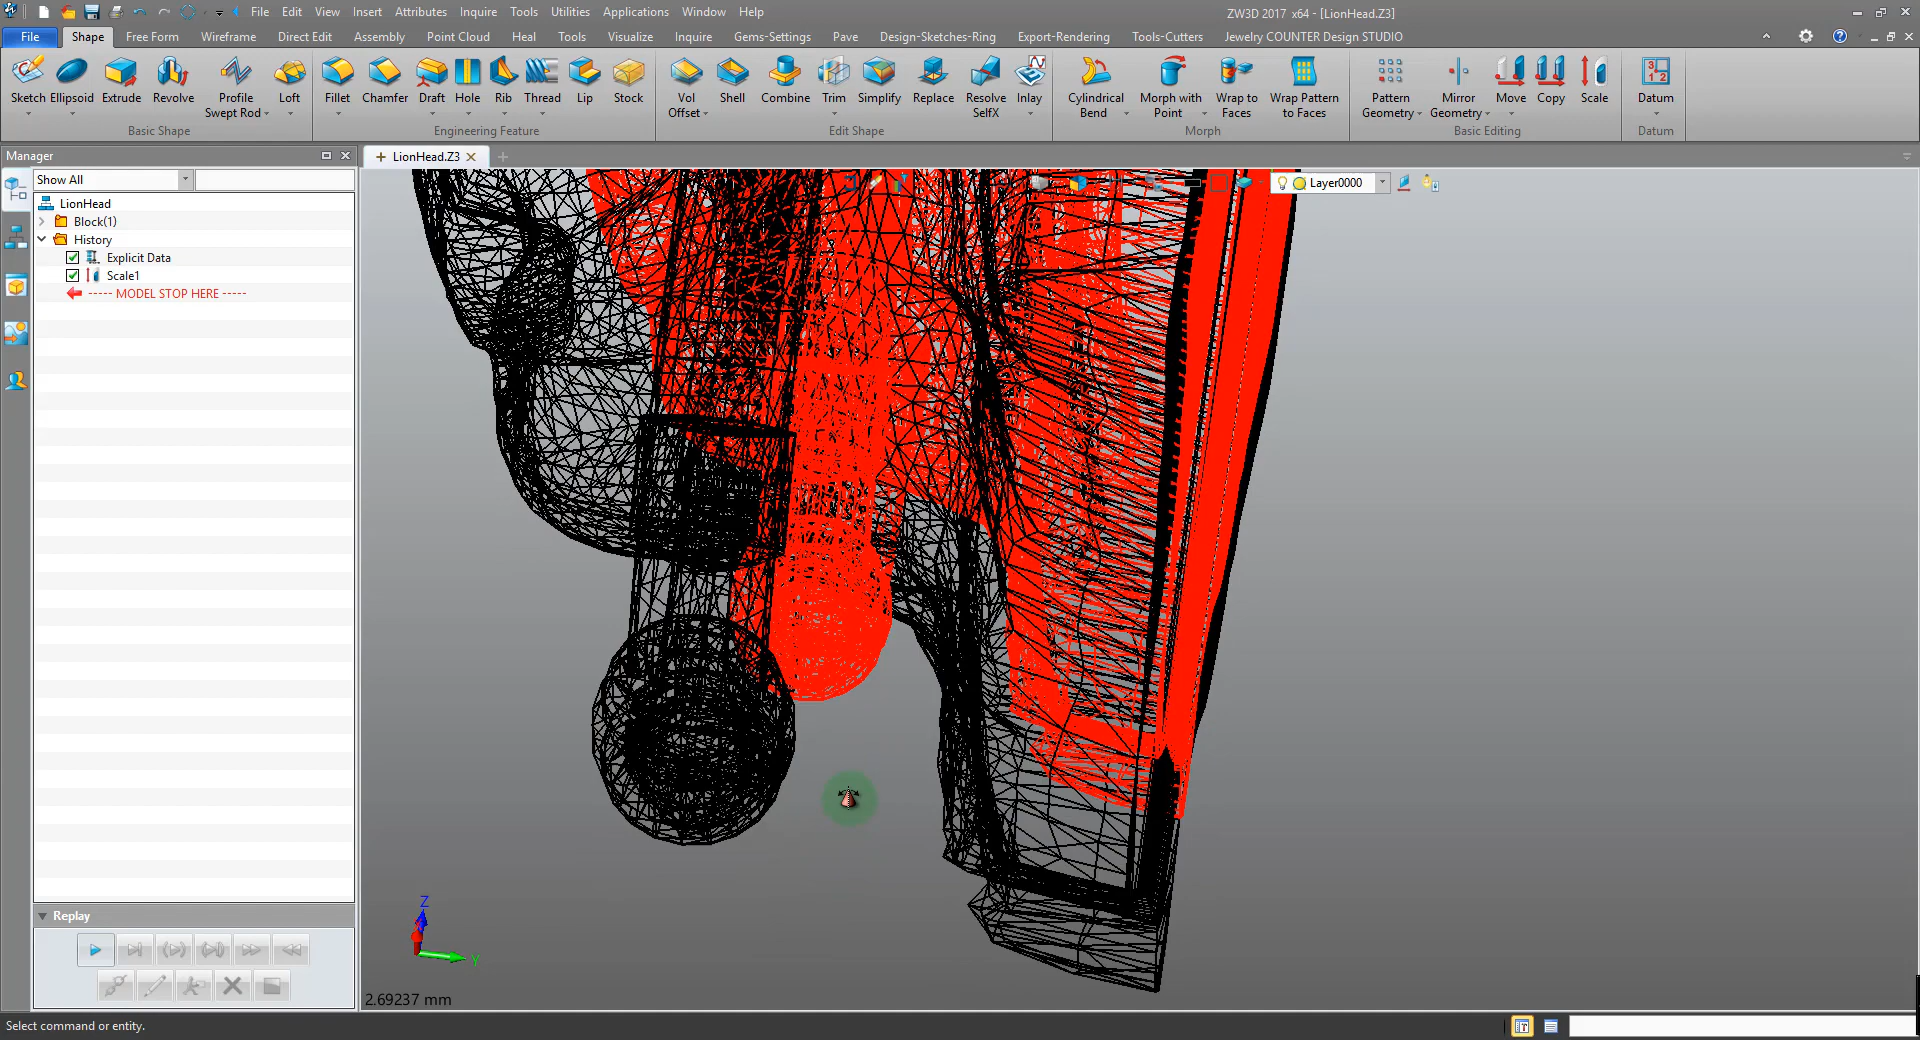 File Edit View Insert Attributes Inquire Tools Utilities Applications Window Help
ZW3D 2017 x64 - [LionHead.Z3]
File Shape Free Form Wireframe Direct Edit Assembly Point Cloud Heal Tools Visualize Inquire Gems-Settings Pave Design-Sketches-Ring Export-Rendering Tools-Cutters Jewelry COUNTER Design STUDIO
Sketch Ellipsoid Extrude Revolve Profile Swept Rod Loft
Fillet Chamfer Draft Hole Rib Thread Lip Stock
Vol Offset Shell Combine Trim Simplify Replace Resolve SelfX Inlay
Cylindrical Bend Morph with Point Wrap to Faces Wrap Pattern to Faces
Pattern Geometry Mirror Geometry Move Copy Scale
Datum
Basic Shape Engineering Feature Edit Shape Morph Basic Editing Datum
Manager
LionHead.Z3
Show All
Layer0000
LionHead
Block(1)
History
Explicit Data
Scale1
----- MODEL STOP HERE -----
Z
Y
Replay
2.69237 mm
Select command or entity.